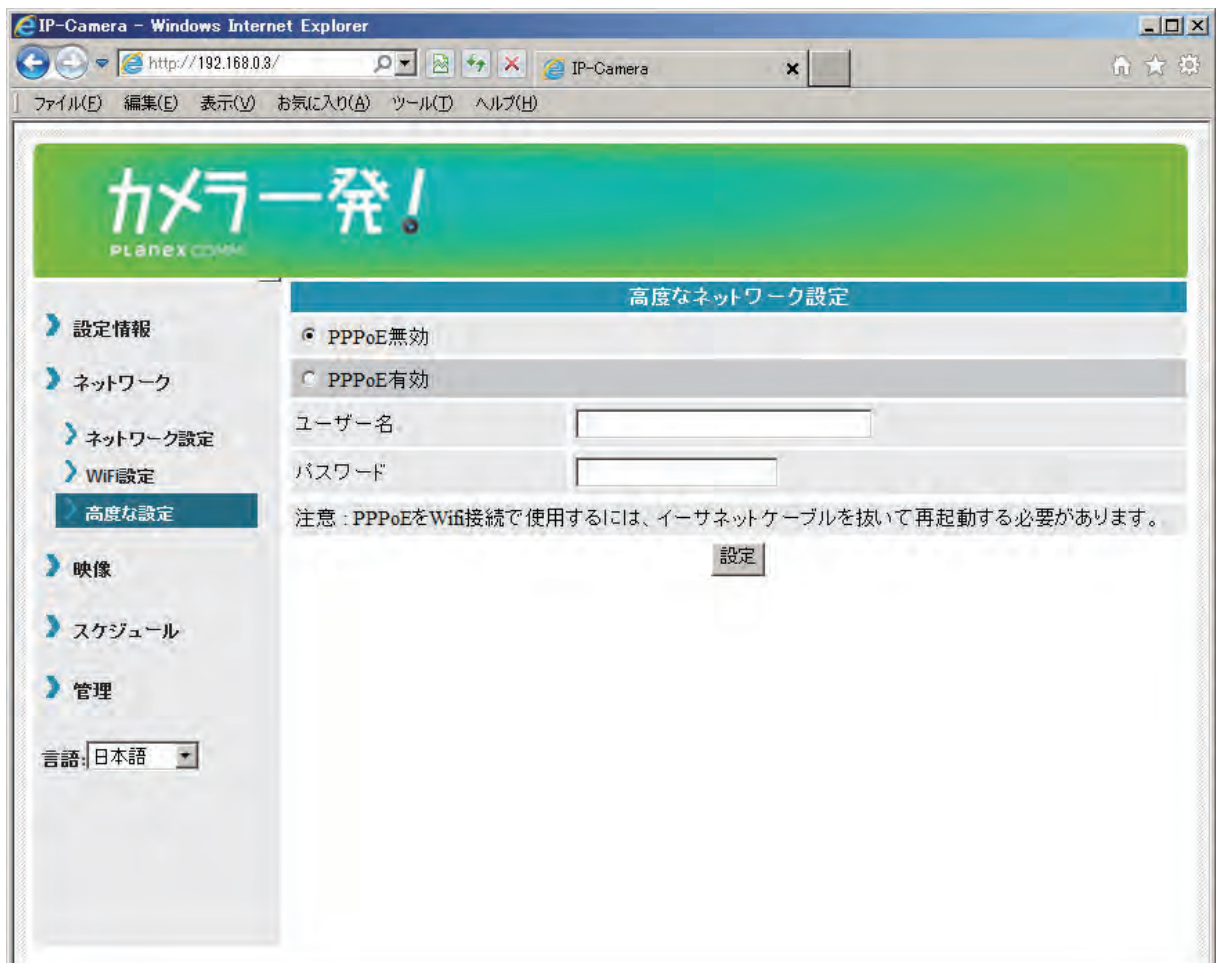 IP-Camera - Windows Internet Explorer
http://192.168.0.8/
IP-Camera
ファイル(F) 編集(E) 表示(V) お気に入り(A) ツール(T) ヘルプ(H)
カメラ一発!
PLANEX COMM
設定情報
ネットワーク
ネットワーク設定
WiFi設定
高度な設定
映像
スケジュール
管理
言語:日本語
高度なネットワーク設定
PPPoE無効
PPPoE有効
ユーザー名
パスワード
注意 : PPPoEをWifi接続で使用するには、イーサネットケーブルを抜いて再起動する必要があります。
設定